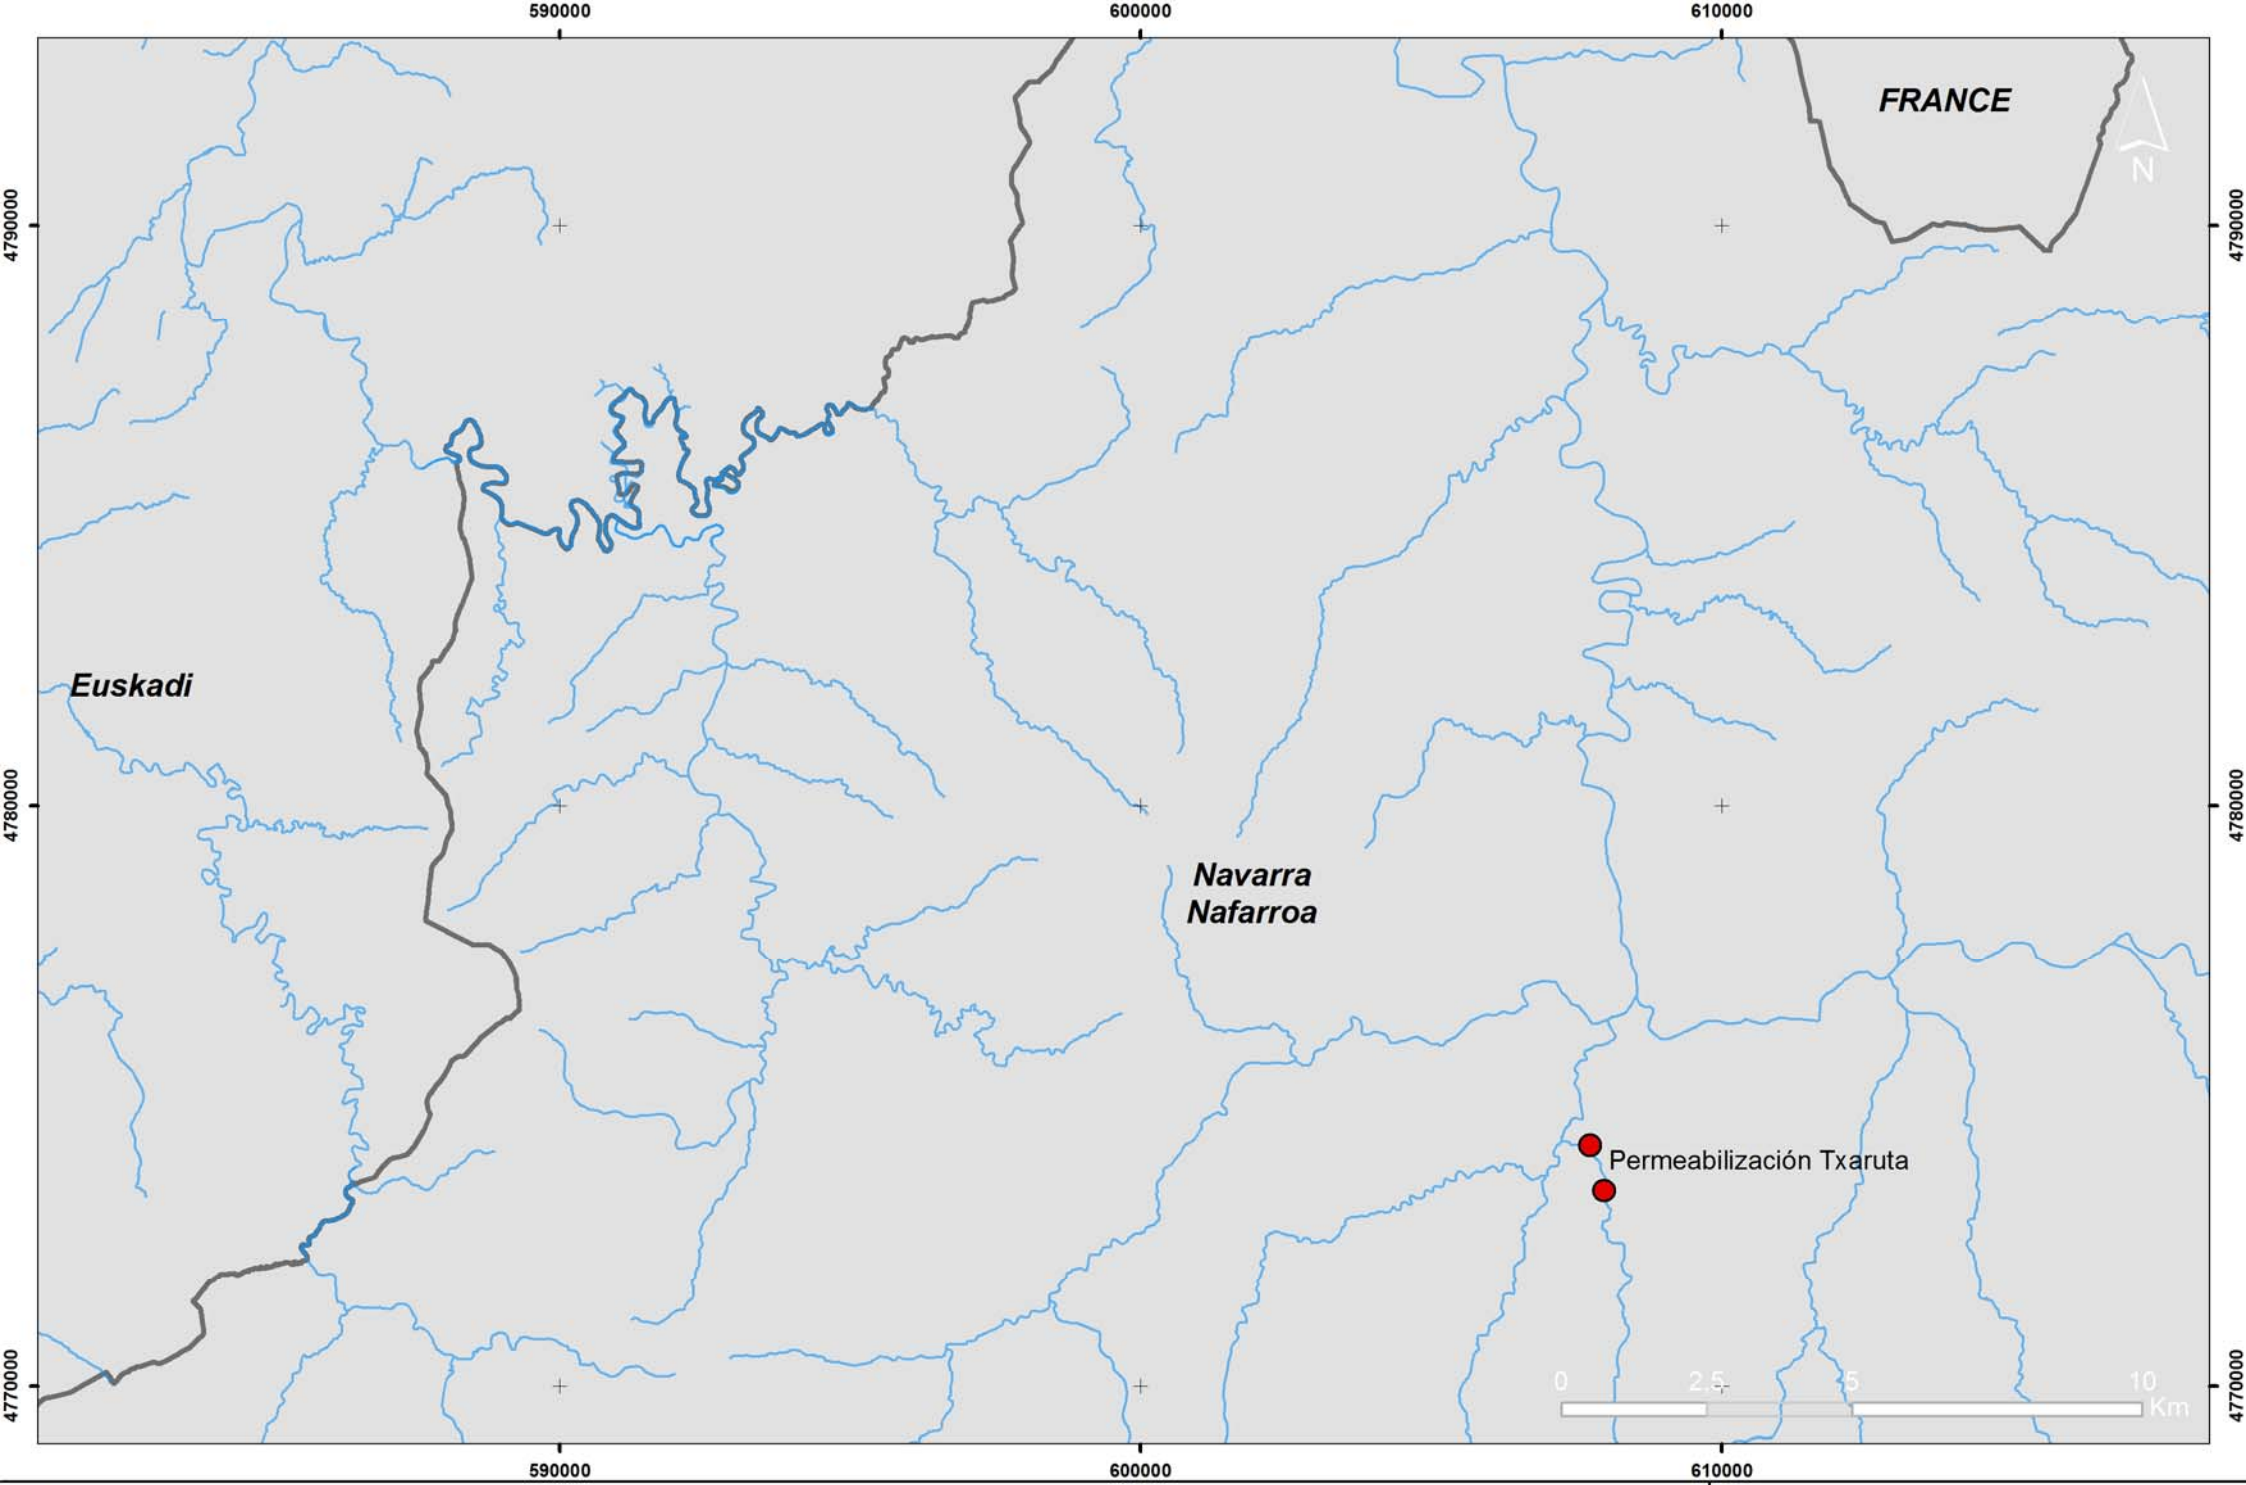 590000 600000 610000
FRANCE
N
4790000 4790000
Euskadi
4780000 4780000
Navarra
Nafarroa
Permeabilización Txaruta
0 2.5 5 10
Km
4770000 4770000
590000 600000 610000